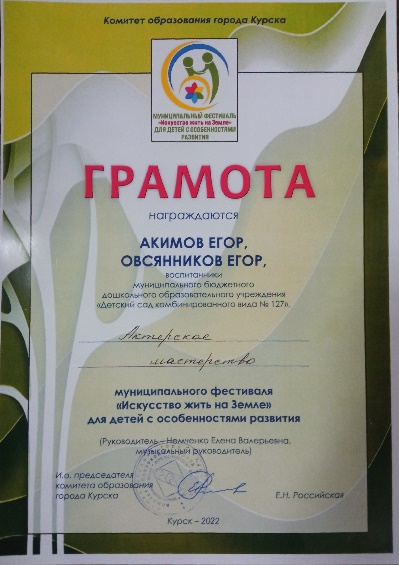 Комитет образования города Курска
МУНИЦИПАЛЬНЫЙ ФЕСТИВАЛЬ
«Искусство жить на Земле»
ДЛЯ ДЕТЕЙ С ОСОБЕННОСТЯМИ
РАЗВИТИЯ
ГРАМОТА
награждаются
АКИМОВ ЕГОР,
ОВСЯННИКОВ ЕГОР,
воспитанники
муниципального бюджетного
дошкольного образовательного учреждения
«Детский сад комбинированного вида № 127».
Актерское
мастерство
муниципального фестиваля
«Искусство жить на Земле»
для детей с особенностями развития
(Руководитель – Немченко Елена Валерьевна,
музыкальный руководитель)
И.о. председателя
комитета образования
города Курска
Е.Н. Российская
Курск – 2022